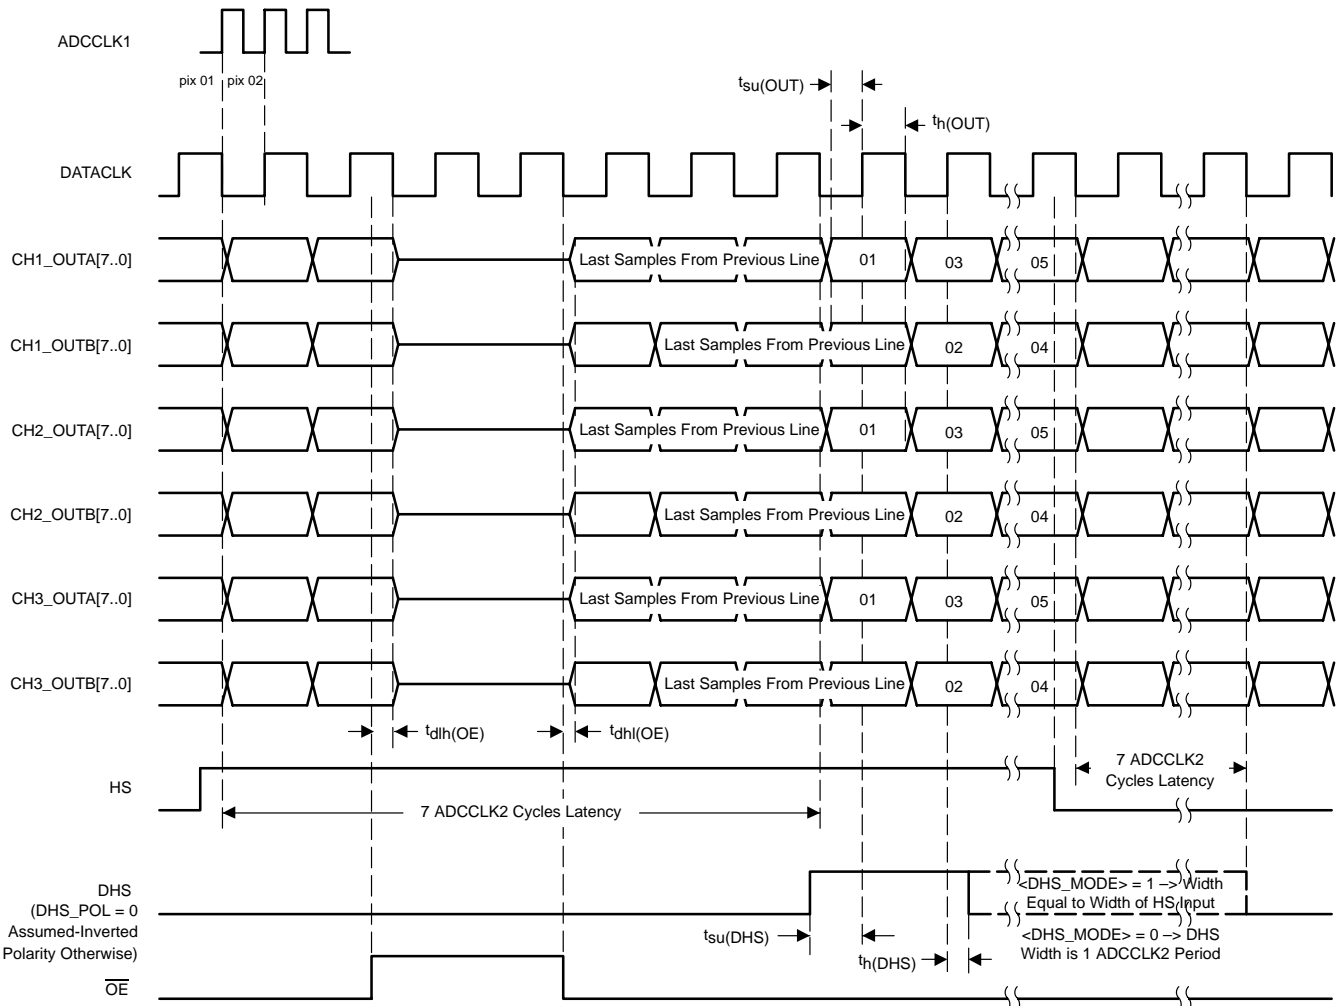 ADCCLK1
pix 01 pix 02
tsu(OUT)
th(OUT)
DATACLK
CH1_OUTA[7..0] Last Samples From Previous Line 01 03 05
CH1_OUTB[7..0] Last Samples From Previous Line 02 04
CH2_OUTA[7..0] Last Samples From Previous Line 01 03 05
CH2_OUTB[7..0] Last Samples From Previous Line 02 04
CH3_OUTA[7..0] Last Samples From Previous Line 01 03 05
CH3_OUTB[7..0] Last Samples From Previous Line 02 04
tdlh(OE) tdhl(OE)
HS
7 ADCCLK2
Cycles Latency
7 ADCCLK2 Cycles Latency
DHS
(DHS_POL = 0
Assumed-Inverted
Polarity Otherwise)
<DHS_MODE> = 1 –> Width
Equal to Width of HS Input
tsu(DHS)
th(DHS)
<DHS_MODE> = 0 –> DHS
Width is 1 ADCCLK2 Period
OE